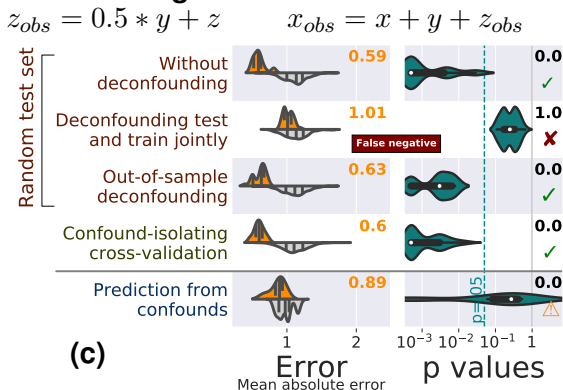 z_obs = 0.5 * y + z
x_obs = x + y + z_obs
Random test set
Without
deconfounding
0.59
0.0
✓
Deconfounding test
and train jointly
1.01
False negative
1.0
✘
Out-of-sample
deconfounding
0.63
0.0
✓
Confound-isolating
cross-validation
0.6
0.0
✓
Prediction from
confounds
0.89
p=.05
0.0
⚠
1
2
10⁻³
10⁻²
10⁻¹
1
(c)
Error
Mean absolute error
p values